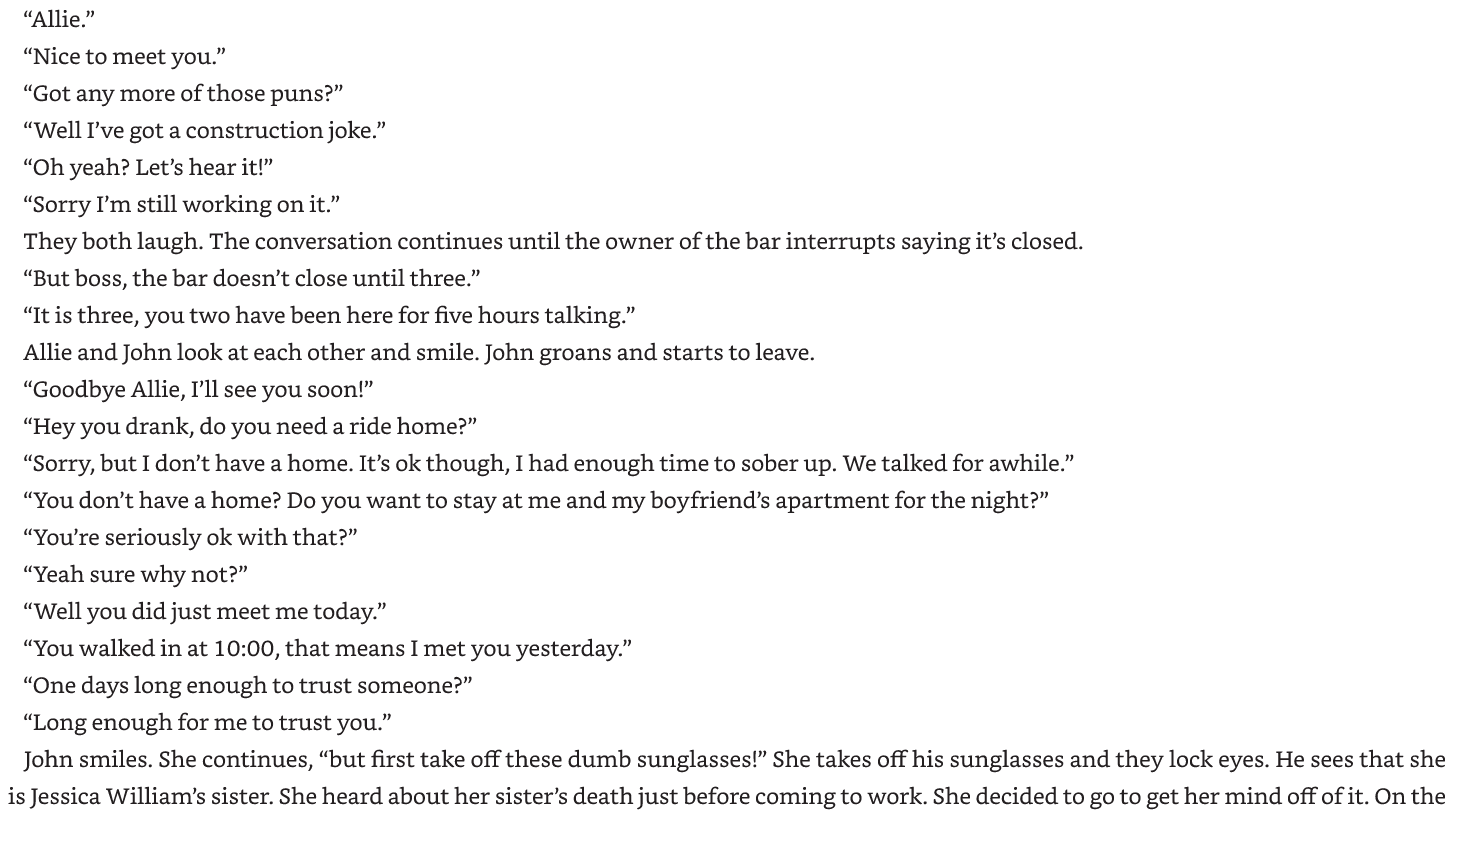 “Allie.”
“Nice to meet you.”
“Got any more of those puns?”
“Well I’ve got a construction joke.”
“Oh yeah? Let’s hear it!”
“Sorry I’m still working on it.”
They both laugh. The conversation continues until the owner of the bar interrupts saying it’s closed.
“But boss, the bar doesn’t close until three.”
“It is three, you two have been here for five hours talking.”
Allie and John look at each other and smile. John groans and starts to leave.
“Goodbye Allie, I’ll see you soon!”
“Hey you drank, do you need a ride home?”
“Sorry, but I don’t have a home. It’s ok though, I had enough time to sober up. We talked for awhile.”
“You don’t have a home? Do you want to stay at me and my boyfriend’s apartment for the night?”
“You’re seriously ok with that?”
“Yeah sure why not?”
“Well you did just meet me today.”
“You walked in at 10:00, that means I met you yesterday.”
“One days long enough to trust someone?”
“Long enough for me to trust you.”
John smiles. She continues, “but first take off these dumb sunglasses!” She takes off his sunglasses and they lock eyes. He sees that she
is Jessica William’s sister. She heard about her sister’s death just before coming to work. She decided to go to get her mind off of it. On the